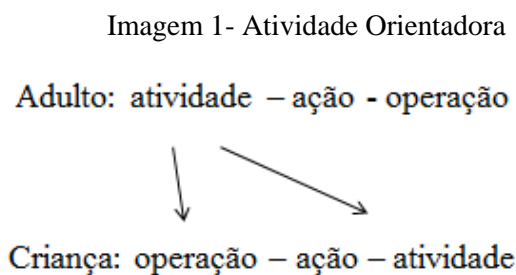 Imagem 1- Atividade Orientadora
Adulto: atividade – ação - operação
Criança: operação – ação – atividade